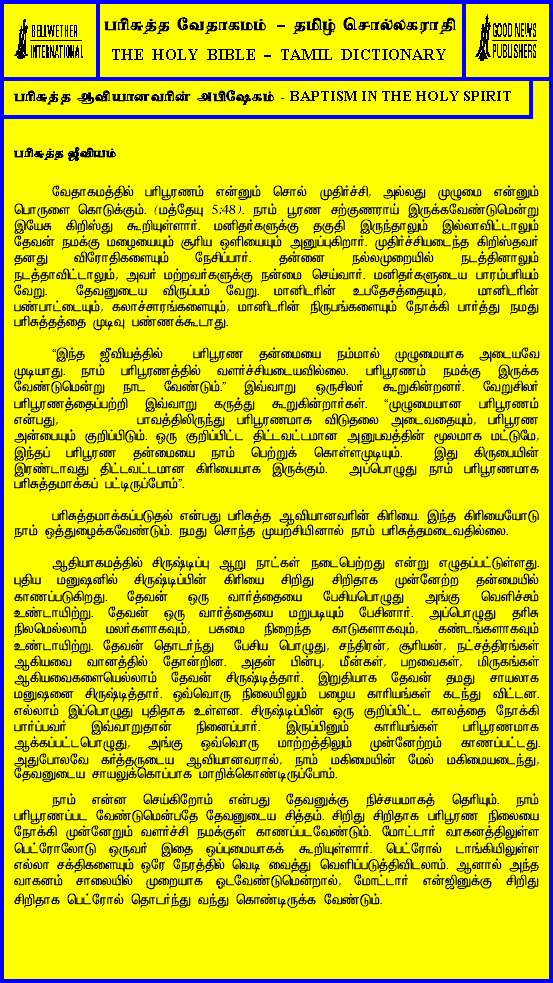 BELLWETHER
INTERNATIONAL
பரிசுத்த வேதாகமம் – தமிழ் சொல்லகராதி
THE HOLY BIBLE – TAMIL DICTIONARY
GOOD NEWS
PUBLISHERS
பரிசுத்த ஆவியானவரின் அபிஷேகம் - BAPTISM IN THE HOLY SPIRIT
பரிசுத்த ஜீவியம்
வேதாகமத்தில் பரிபூரணம் என்னும் சொல் முதிர்ச்சி, அல்லது முழுமை என்னும்
பொருளை கொடுக்கும். (மத்தேயு 5:48). நாம் பூரண சற்குணராய் இருக்கவேண்டுமென்று
இயேசு கிறிஸ்து கூறியுள்ளார். மனிதர்களுக்கு தகுதி இருந்தாலும் இல்லாவிட்டாலும்
தேவன் நமக்கு மழையையும் சூரிய ஒளியையும் அனுப்புகிறார். முதிர்ச்சியடைந்த கிறிஸ்தவர்
தனது விரோதிகளையும் நேசிப்பார். தன்னை நல்லமுறையில் நடத்தினாலும்
நடத்தாவிட்டாலும், அவர் மற்றவர்களுக்கு நன்மை செய்வார். மனிதர்களுடைய பாரம்பரியம்
வேறு. தேவனுடைய விருப்பம் வேறு. மானிடரின் உபதேசத்தையும், மானிடரின்
பண்பாட்டையும், கலாச்சாரங்களையும், மானிடரின் நிருபங்களையும் நோக்கி பார்த்து நமது
பரிசுத்தத்தை முடிவு பண்ணக்கூடாது.
“இந்த ஜீவியத்தில் பரிபூரண தன்மையை நம்மால் முழுமையாக அடையவே
முடியாது. நாம் பரிபூரணத்தில் வளர்ச்சியடையவில்லை. பரிபூரணம் நமக்கு இருக்க
வேண்டுமென்று நாட வேண்டும்.” இவ்வாறு ஒருசிலர் கூறுகின்றனர். வேறுசிலர்
பரிபூரணத்தைப்பற்றி இவ்வாறு கருத்து கூறுகின்றார்கள். “முழுமையான பரிபூரணம்
என்பது, பாவத்திலிருந்து பரிபூரணமாக விடுதலை அடைவதையும், பரிபூரண
அன்பையும் குறிப்பிடும். ஒரு குறிப்பிட்ட திட்டவட்டமான அனுபவத்தின் மூலமாக மட்டுமே,
இந்தப் பரிபூரண தன்மையை நாம் பெற்றுக் கொள்ளமுடியும். இது கிருபையின்
இரண்டாவது திட்டவட்டமான கிரியையாக இருக்கும். அப்பொழுது நாம் பரிபூரணமாக
பரிசுத்தமாக்கப் பட்டிருப்போம்”.
பரிசுத்தமாக்கப்படுதல் என்பது பரிசுத்த ஆவியானவரின் கிரியை. இந்த கிரியையோடு
நாம் ஒத்துழைக்கவேண்டும். நமது சொந்த முயற்சியினால் நாம் பரிசுத்தமடைவதில்லை.
ஆதியாகமத்தில் சிருஷ்டிப்பு ஆறு நாட்கள் நடைபெற்றது என்று எழுதப்பட்டுள்ளது.
புதிய மனுஷனில் சிருஷ்டிப்பின் கிரியை சிறிது சிறிதாக முன்னேற்ற தன்மையில்
காணப்படுகிறது. தேவன் ஒரு வார்த்தையை பேசியபொழுது அங்கு வெளிச்சம்
உண்டாயிற்று. தேவன் ஒரு வார்த்தையை மறுபடியும் பேசினார். அப்பொழுது தரிசு
நிலமெல்லாம் மலர்களாகவும், பசுமை நிறைந்த காடுகளாகவும், கண்டங்களாகவும்
உண்டாயிற்று. தேவன் தொடர்ந்து பேசிய பொழுது, சந்திரன், சூரியன், நட்சத்திரங்கள்
ஆகியவை வானத்தில் தோன்றின. அதன் பின்பு, மீன்கள், பறவைகள், மிருகங்கள்
ஆகியவைகளையெல்லாம் தேவன் சிருஷ்டித்தார். இறுதியாக தேவன் தமது சாயலாக
மனுஷனை சிருஷ்டித்தார். ஒவ்வொரு நிலையிலும் பழைய காரியங்கள் கடந்து விட்டன.
எல்லாம் இப்பொழுது புதிதாக உள்ளன. சிருஷ்டிப்பின் ஒரு குறிப்பிட்ட காலத்தை நோக்கி
பார்ப்பவர் இவ்வாறுதான் நினைப்பார். இருப்பினும் காரியங்கள் பரிபூரணமாக
ஆக்கப்பட்டபொழுது, அங்கு ஒவ்வொரு மாற்றத்திலும் முன்னேற்றம் காணப்பட்டது.
அதுபோலவே கர்த்தருடைய ஆவியானவரால், நாம் மகிமையின் மேல் மகிமையடைந்து,
தேவனுடைய சாயலுக்கொப்பாக மாறிக்கொண்டிருப்போம்.
நாம் என்ன செய்கிறோம் என்பது தேவனுக்கு நிச்சயமாகத் தெரியும். நாம்
பரிபூரணப்பட வேண்டுமென்பதே தேவனுடைய சித்தம். சிறிது சிறிதாக பரிபூரண நிலையை
நோக்கி முன்னேறும் வளர்ச்சி நமக்குள் காணப்படவேண்டும். மோட்டார் வாகனத்திலுள்ள
பெட்ரோலோடு ஒருவர் இதை ஒப்புமையாகக் கூறியுள்ளார். பெட்ரோல் டாங்கியிலுள்ள
எல்லா சக்திகளையும் ஒரே நேரத்தில் வெடி வைத்து வெளிப்படுத்திவிடலாம். ஆனால் அந்த
வாகனம் சாலையில் முறையாக ஓடவேண்டுமென்றால், மோட்டார் என்ஜினுக்கு சிறிது
சிறிதாக பெட்ரோல் தொடர்ந்து வந்து கொண்டிருக்க வேண்டும்.